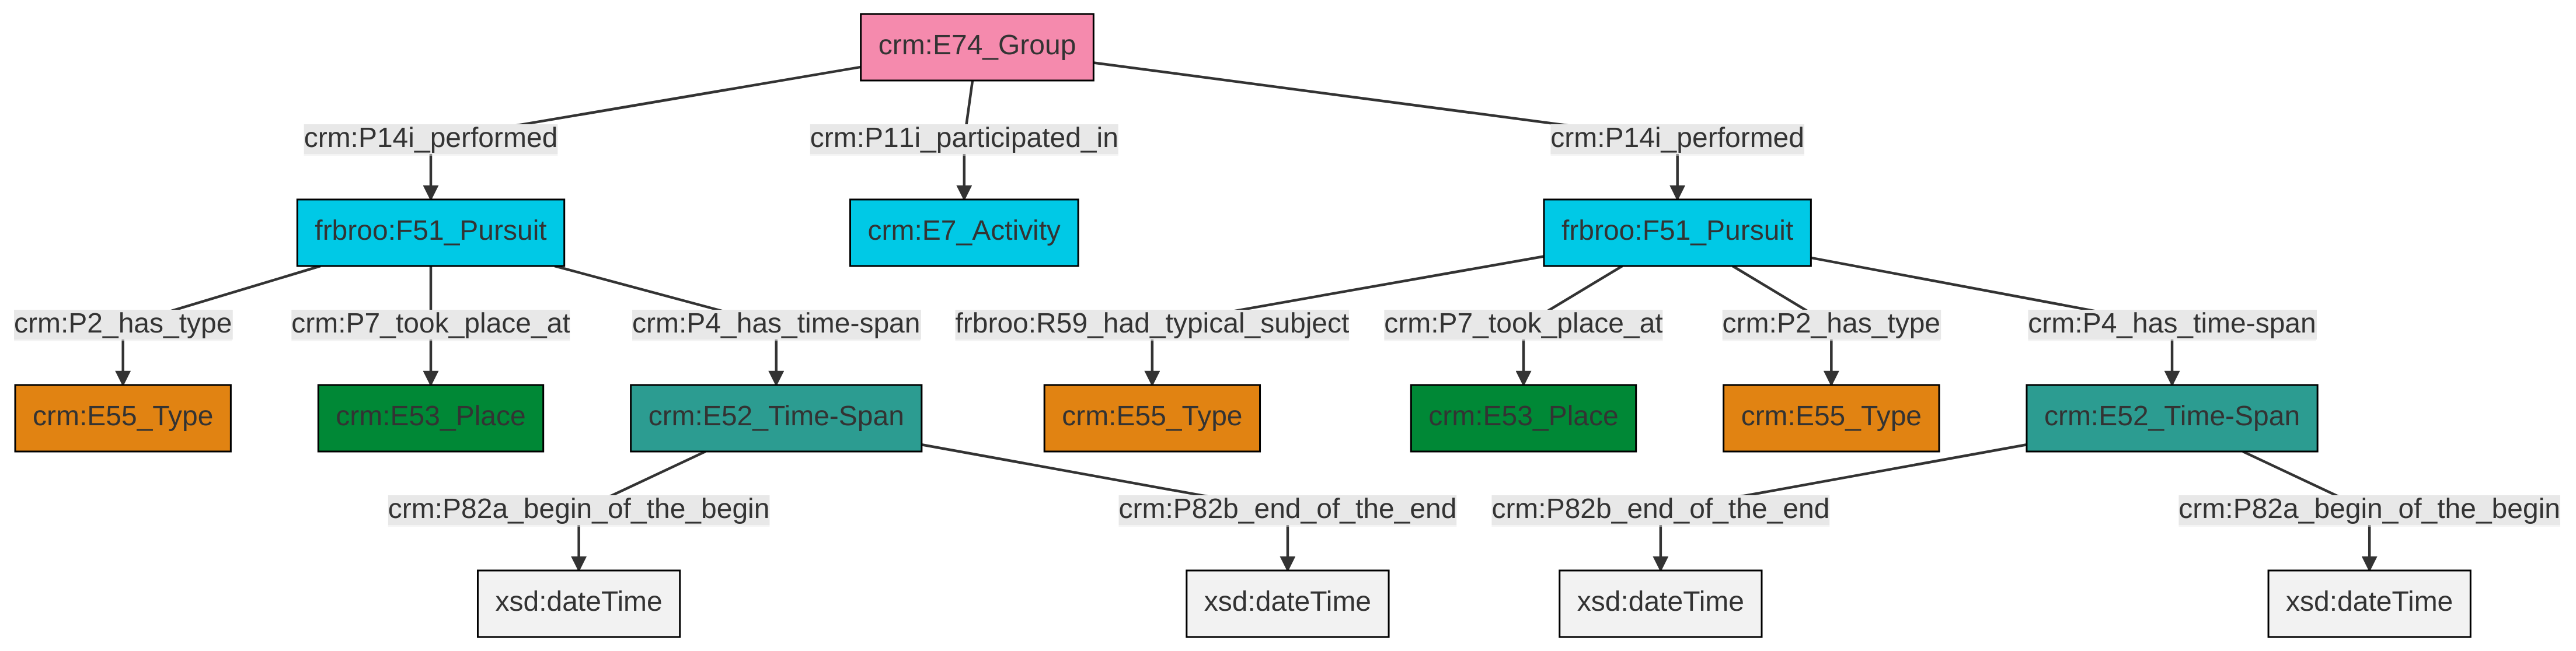 crm:E74_Group
crm:P14i_performed
crm:P11i_participated_in
crm:P14i_performed
frbroo:F51_Pursuit
crm:E7_Activity
frbroo:F51_Pursuit
crm:P2_has_type
crm:P7_took_place_at
crm:P4_has_time-span
frbroo:R59_had_typical_subject
crm:P7_took_place_at
crm:P2_has_type
crm:P4_has_time-span
crm:E55_Type
crm:E53_Place
crm:E52_Time-Span
crm:E55_Type
crm:E53_Place
crm:E55_Type
crm:E52_Time-Span
crm:P82a_begin_of_the_begin
crm:P82b_end_of_the_end
crm:P82b_end_of_the_end
crm:P82a_begin_of_the_begin
xsd:dateTime
xsd:dateTime
xsd:dateTime
xsd:dateTime